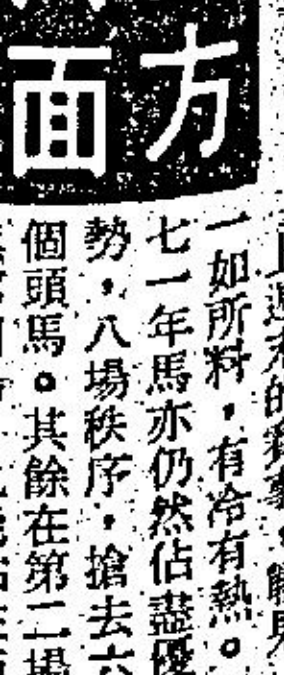 方面
一如所料，有冷有熱。
七一年馬亦仍然佔盡優
勢，八場秩序，搶去六
個頭馬。其餘在第二場